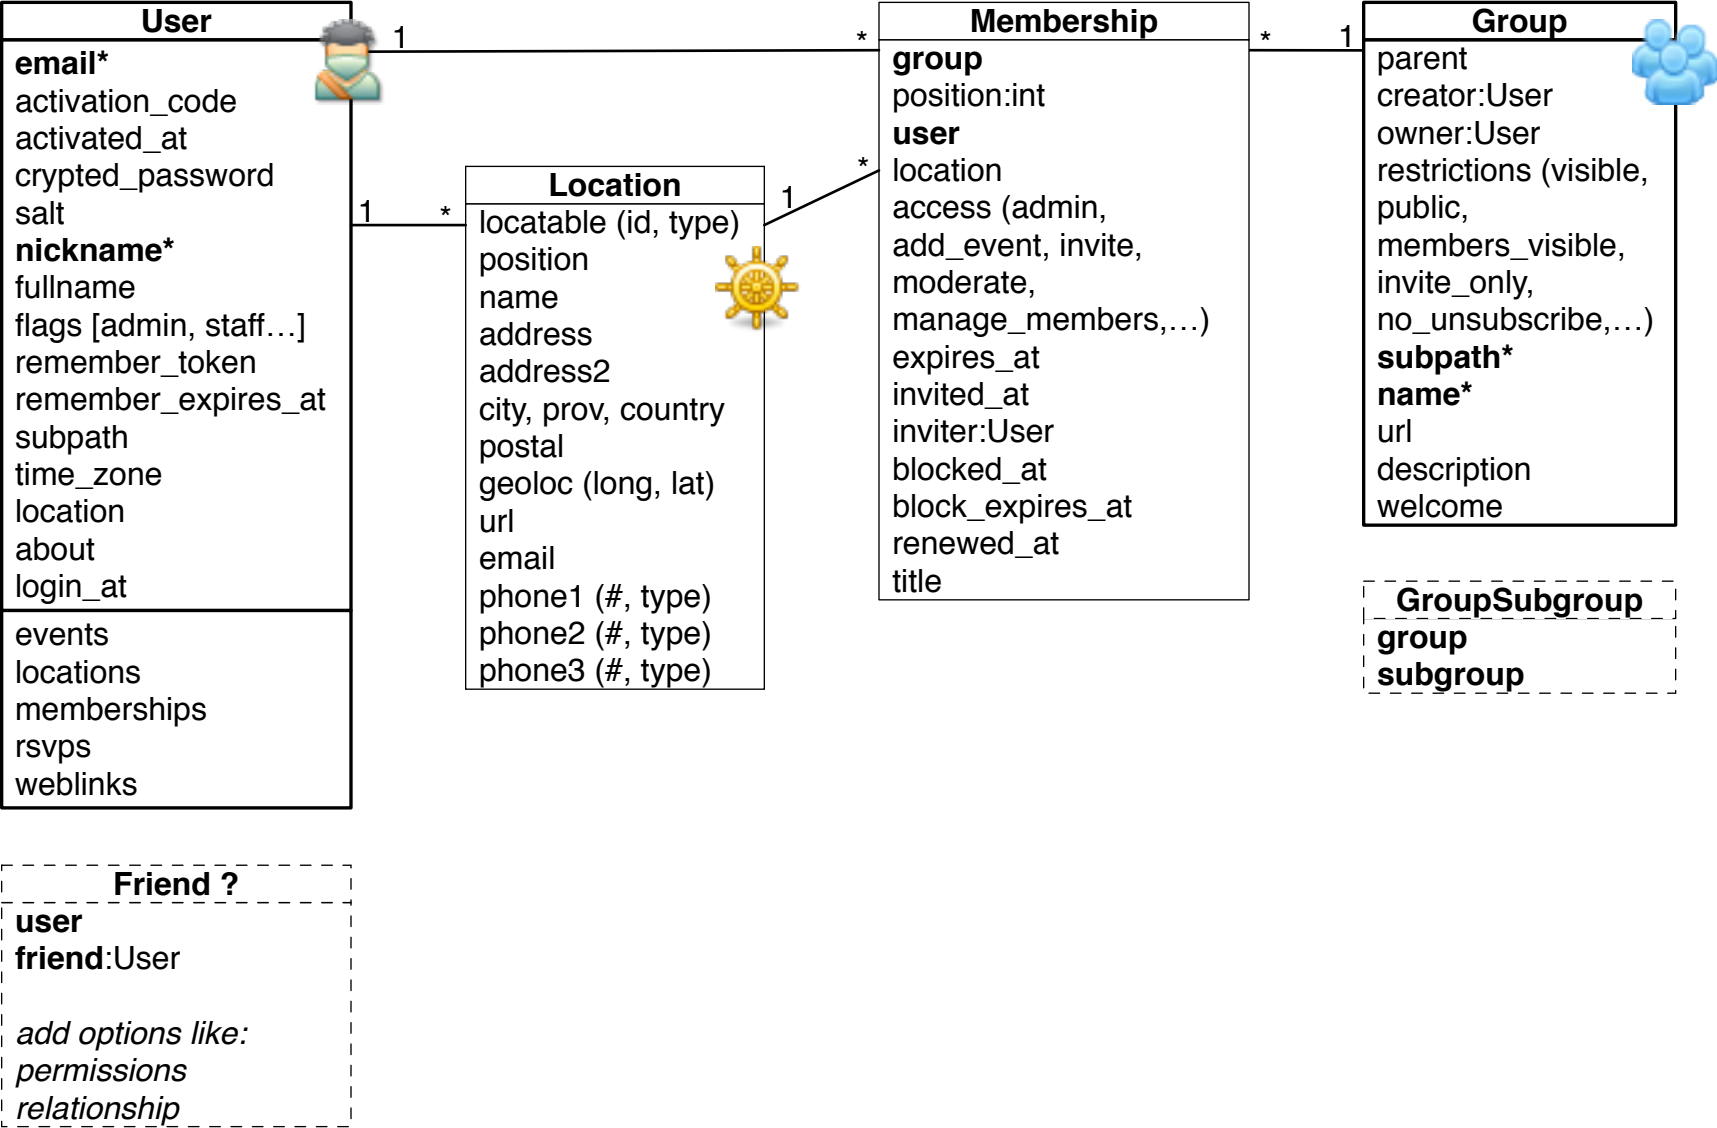 User
email*
activation_code
activated_at
crypted_password
salt
nickname*
fullname
flags [admin, staff…]
remember_token
remember_expires_at
subpath
time_zone
location
about
login_at
events
locations
memberships
rsvps
weblinks
1
*
1
*
Location
locatable (id, type)
position
name
address
address2
city, prov, country
postal
geoloc (long, lat)
url
email
phone1 (#, type)
phone2 (#, type)
phone3 (#, type)
1
*
Membership
group
position:int
user
location
access (admin,
add_event, invite,
moderate,
manage_members,…)
expires_at
invited_at
inviter:User
blocked_at
block_expires_at
renewed_at
title
*
1
Group
parent
creator:User
owner:User
restrictions (visible,
public,
members_visible,
invite_only,
no_unsubscribe,…)
subpath*
name*
url
description
welcome
GroupSubgroup
group
subgroup
Friend ?
user
friend:User
add options like:
permissions
relationship